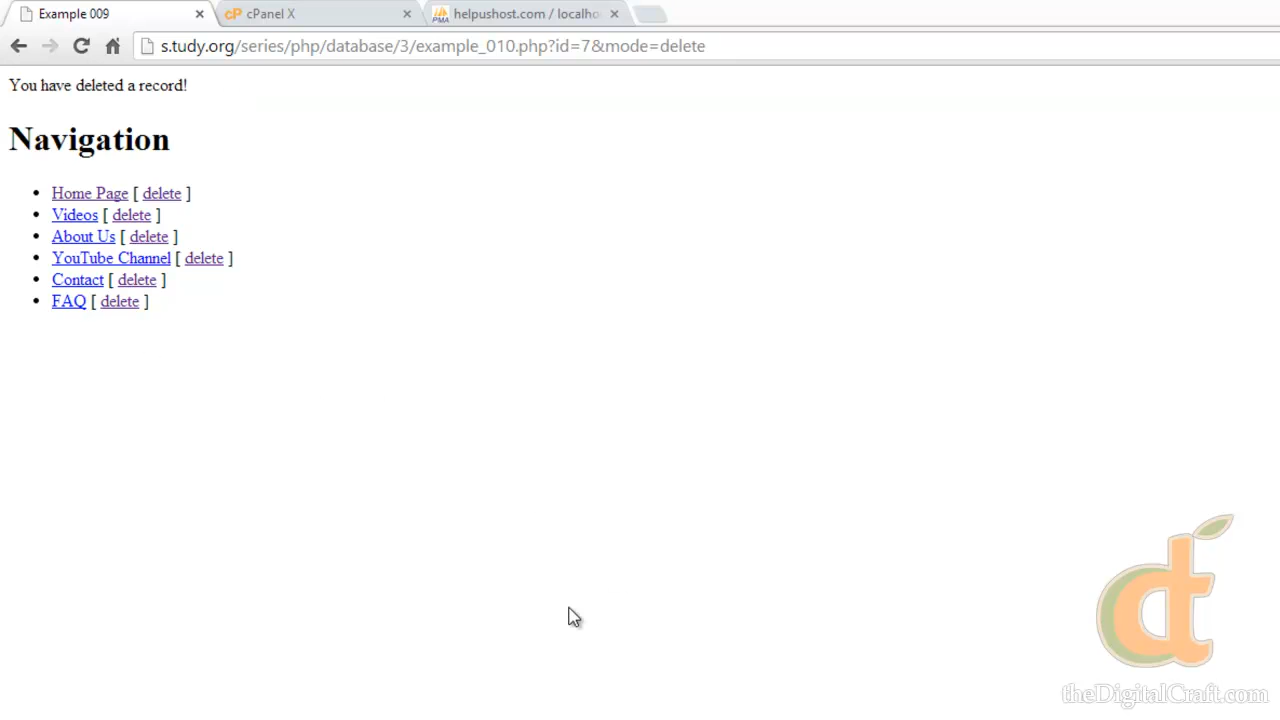 Example 009
cPanel X
PMA
helpushost.com / localho
s.tudy.org/series/php/database/3/example_010.php?id=7&mode=delete
You have deleted a record!
Navigation
• Home Page [ delete ]
• Videos [ delete ]
• About Us [ delete ]
• YouTube Channel [ delete ]
• Contact [ delete ]
• FAQ [ delete ]
theDigitalCraft.com